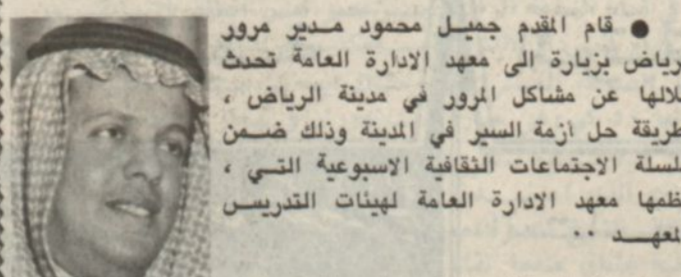 ● قام المقدم جميل محمود مدير مرور
رياض بزيارة الى معهد الادارة العامة تحدث
لالها عن مشاكل المرور في مدينة الرياض ،
طريقة حل أزمة السير في المدينة وذلك ضمن
لسلة الاجتماعات الثقافية الاسبوعية التي ،
ظمها معهد الادارة العامة لهيئات التدريس
لمعهد ..